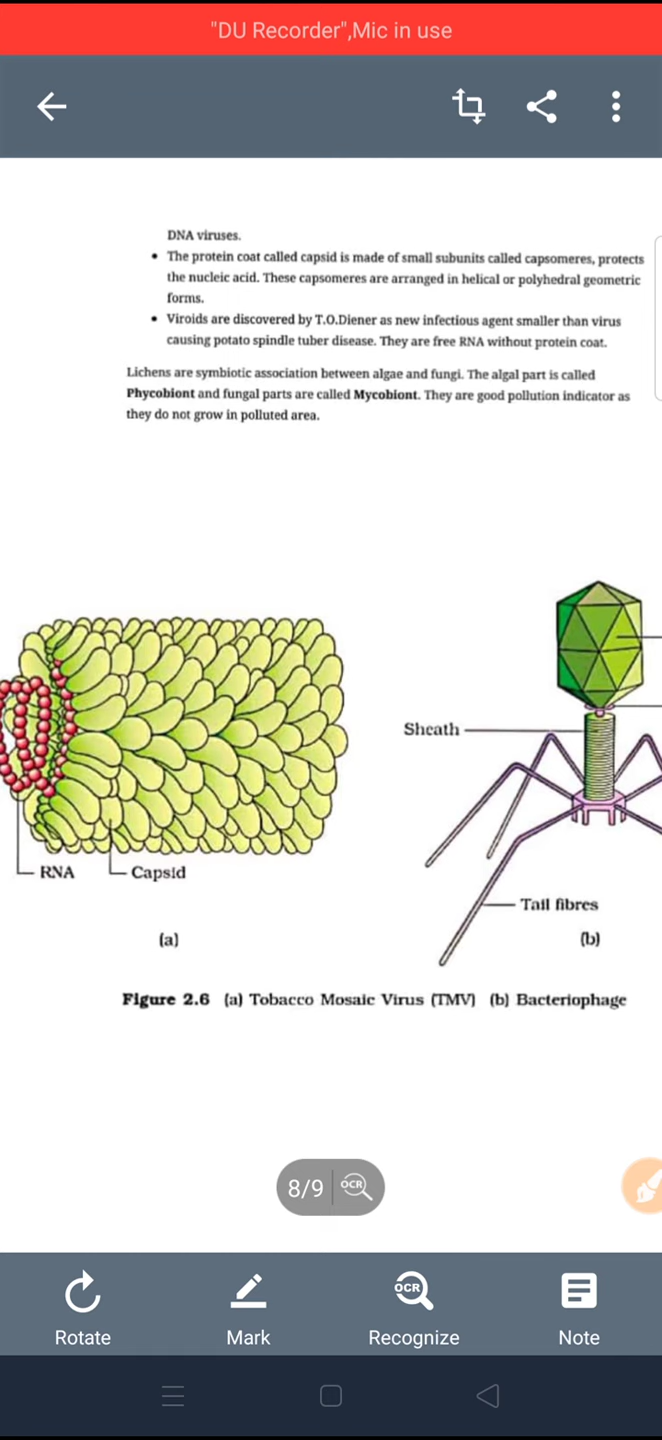 "DU Recorder",Mic in use
DNA viruses.
• The protein coat called capsid is made of small subunits called capsomeres, protects
the nucleic acid. These capsomeres are arranged in helical or polyhedral geometric
forms.
• Viroids are discovered by T.O.Diener as new infectious agent smaller than virus
causing potato spindle tuber disease. They are free RNA without protein coat.
Lichens are symbiotic association between algae and fungi. The algal part is called
Phycobiont and fungal parts are called Mycobiont. They are good pollution indicator as
they do not grow in polluted area.
Sheath
RNA
Capsid
Tail fibres
(a)
(b)
Figure 2.6 (a) Tobacco Mosaic Virus (TMV) (b) Bacteriophage
8/9 OCR
OCR
Rotate
Mark
Recognize
Note